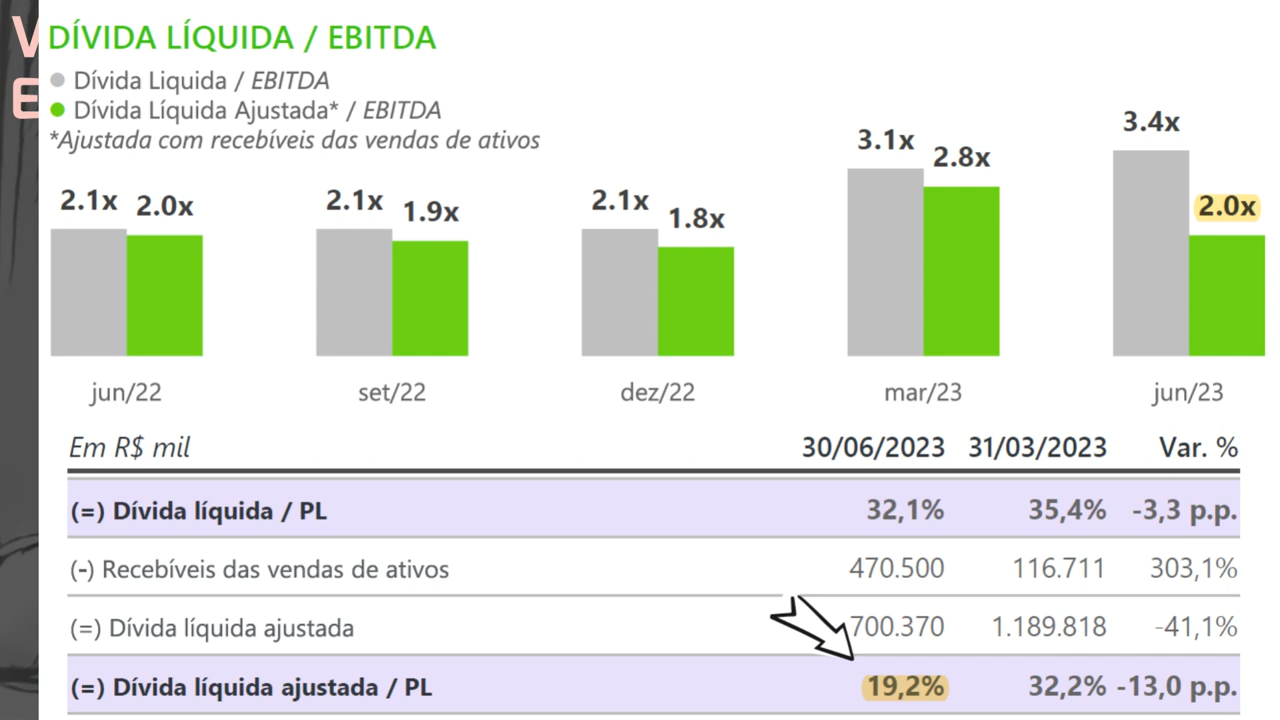 V
E
DÍVIDA LÍQUIDA / EBITDA
Dívida Liquida / EBITDA
Dívida Líquida Ajustada* / EBITDA
*Ajustada com recebíveis das vendas de ativos
2.1x 2.0x 2.1x 1.9x 2.1x 1.8x 3.1x 2.8x 3.4x 2.0x
jun/22 set/22 dez/22 mar/23 jun/23
Em R$ mil 30/06/2023 31/03/2023 Var. %
(=) Dívida líquida / PL 32,1% 35,4% -3,3 p.p.
(-) Recebíveis das vendas de ativos 470.500 116.711 303,1%
(=) Dívida líquida ajustada 700.370 1.189.818 -41,1%
(=) Dívida líquida ajustada / PL 19,2% 32,2% -13,0 p.p.